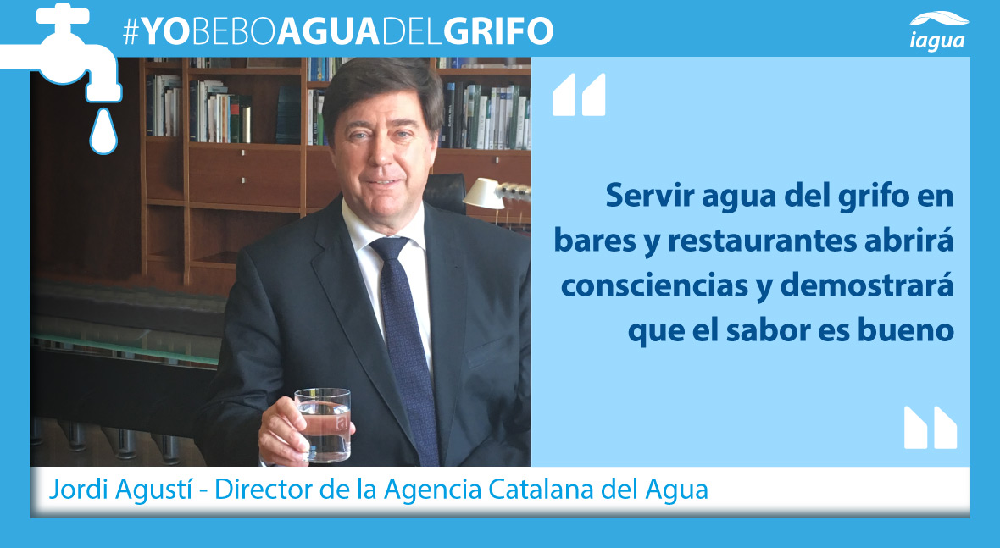 #YOBEBOAGUADELGRIFO
iagua
“
Servir agua del grifo en
bares y restaurantes abrirá
consciencias y demostrará
que el sabor es bueno
”
Jordi Agustí - Director de la Agencia Catalana del Agua